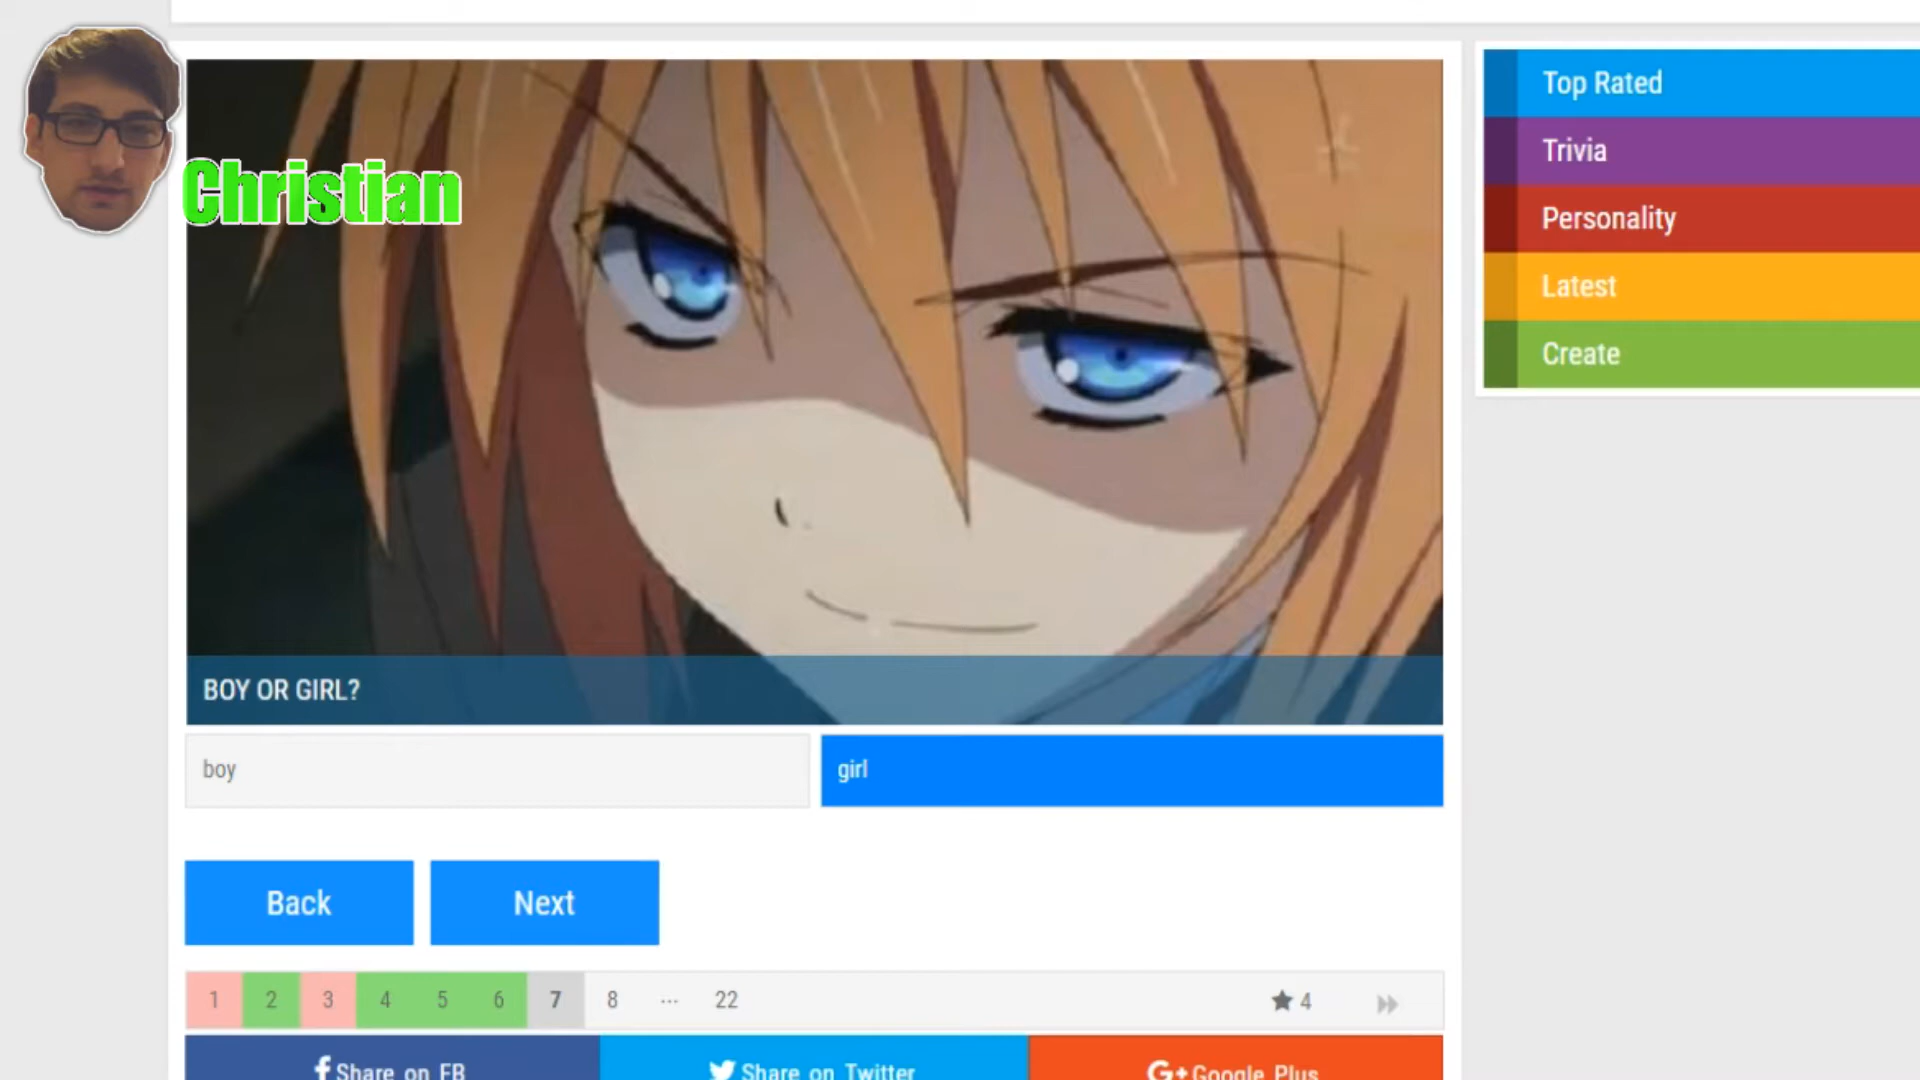 Christian
Top Rated
Trivia
Personality
Latest
Create
BOY OR GIRL?
boy
girl
Back
Next
1 2 3 4 5 6 7 8 ... 22
4
Share on FB
Share on Twitter
G+ Google Plus